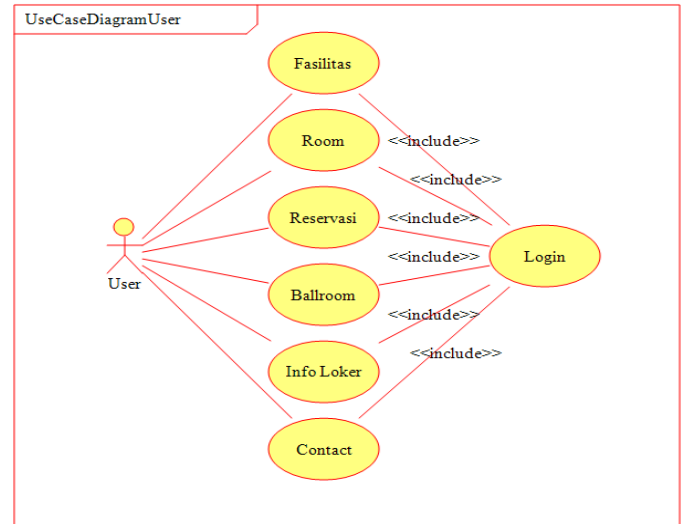 UseCaseDiagramUser
Fasilitas
Room
<<include>>
<<include>>
Reservasi
<<include>>
Login
<<include>>
User
Ballroom
<<include>>
Info Loker
<<include>>
Contact